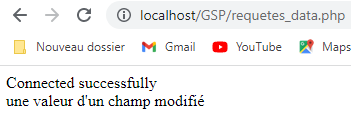 localhost/GSP/requetes_data.php
Nouveau dossier Gmail YouTube Maps
Connected successfully
une valeur d'un champ modifié